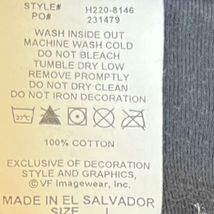 STYLE# H220-8146
PO# 231479
WASH INSIDE OUT
MACHINE WASH COLD
DO NOT BLEACH
TUMBLE DRY LOW
REMOVE PROMPTLY
DO NOT DRY CLEAN
DO NOT IRON DECORATION
27°
100% COTTON
EXCLUSIVE OF DECORATION
STYLE AND GRAPHICS,
©VF Imagewear, Inc.
MADE IN EL SALVADOR
SIZE L